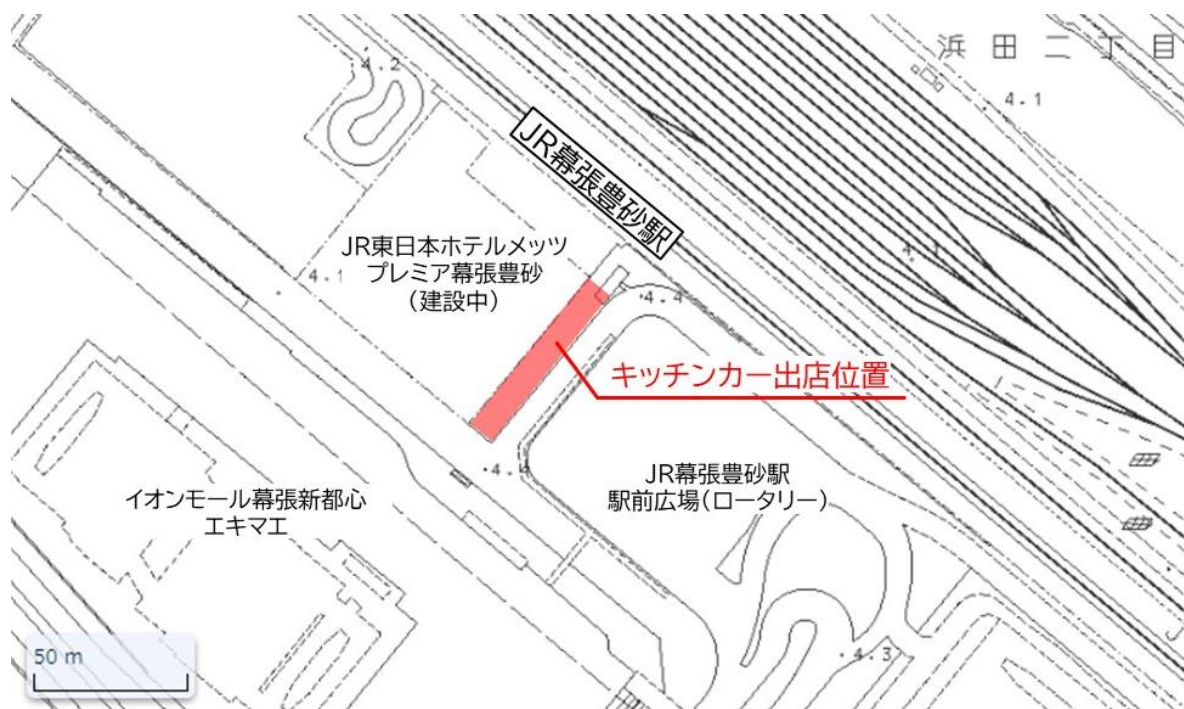 浜田二丁目
4.2
4.1
JR幕張豊砂駅
JR東日本ホテルメッツ
プレミア幕張豊砂
(建設中)
4.1
4.1
4.4
キッチンカー出店位置
4.4
JR幕張豊砂駅
駅前広場(ロータリー)
イオンモール幕張新都心
エキマエ
4.3
50 m